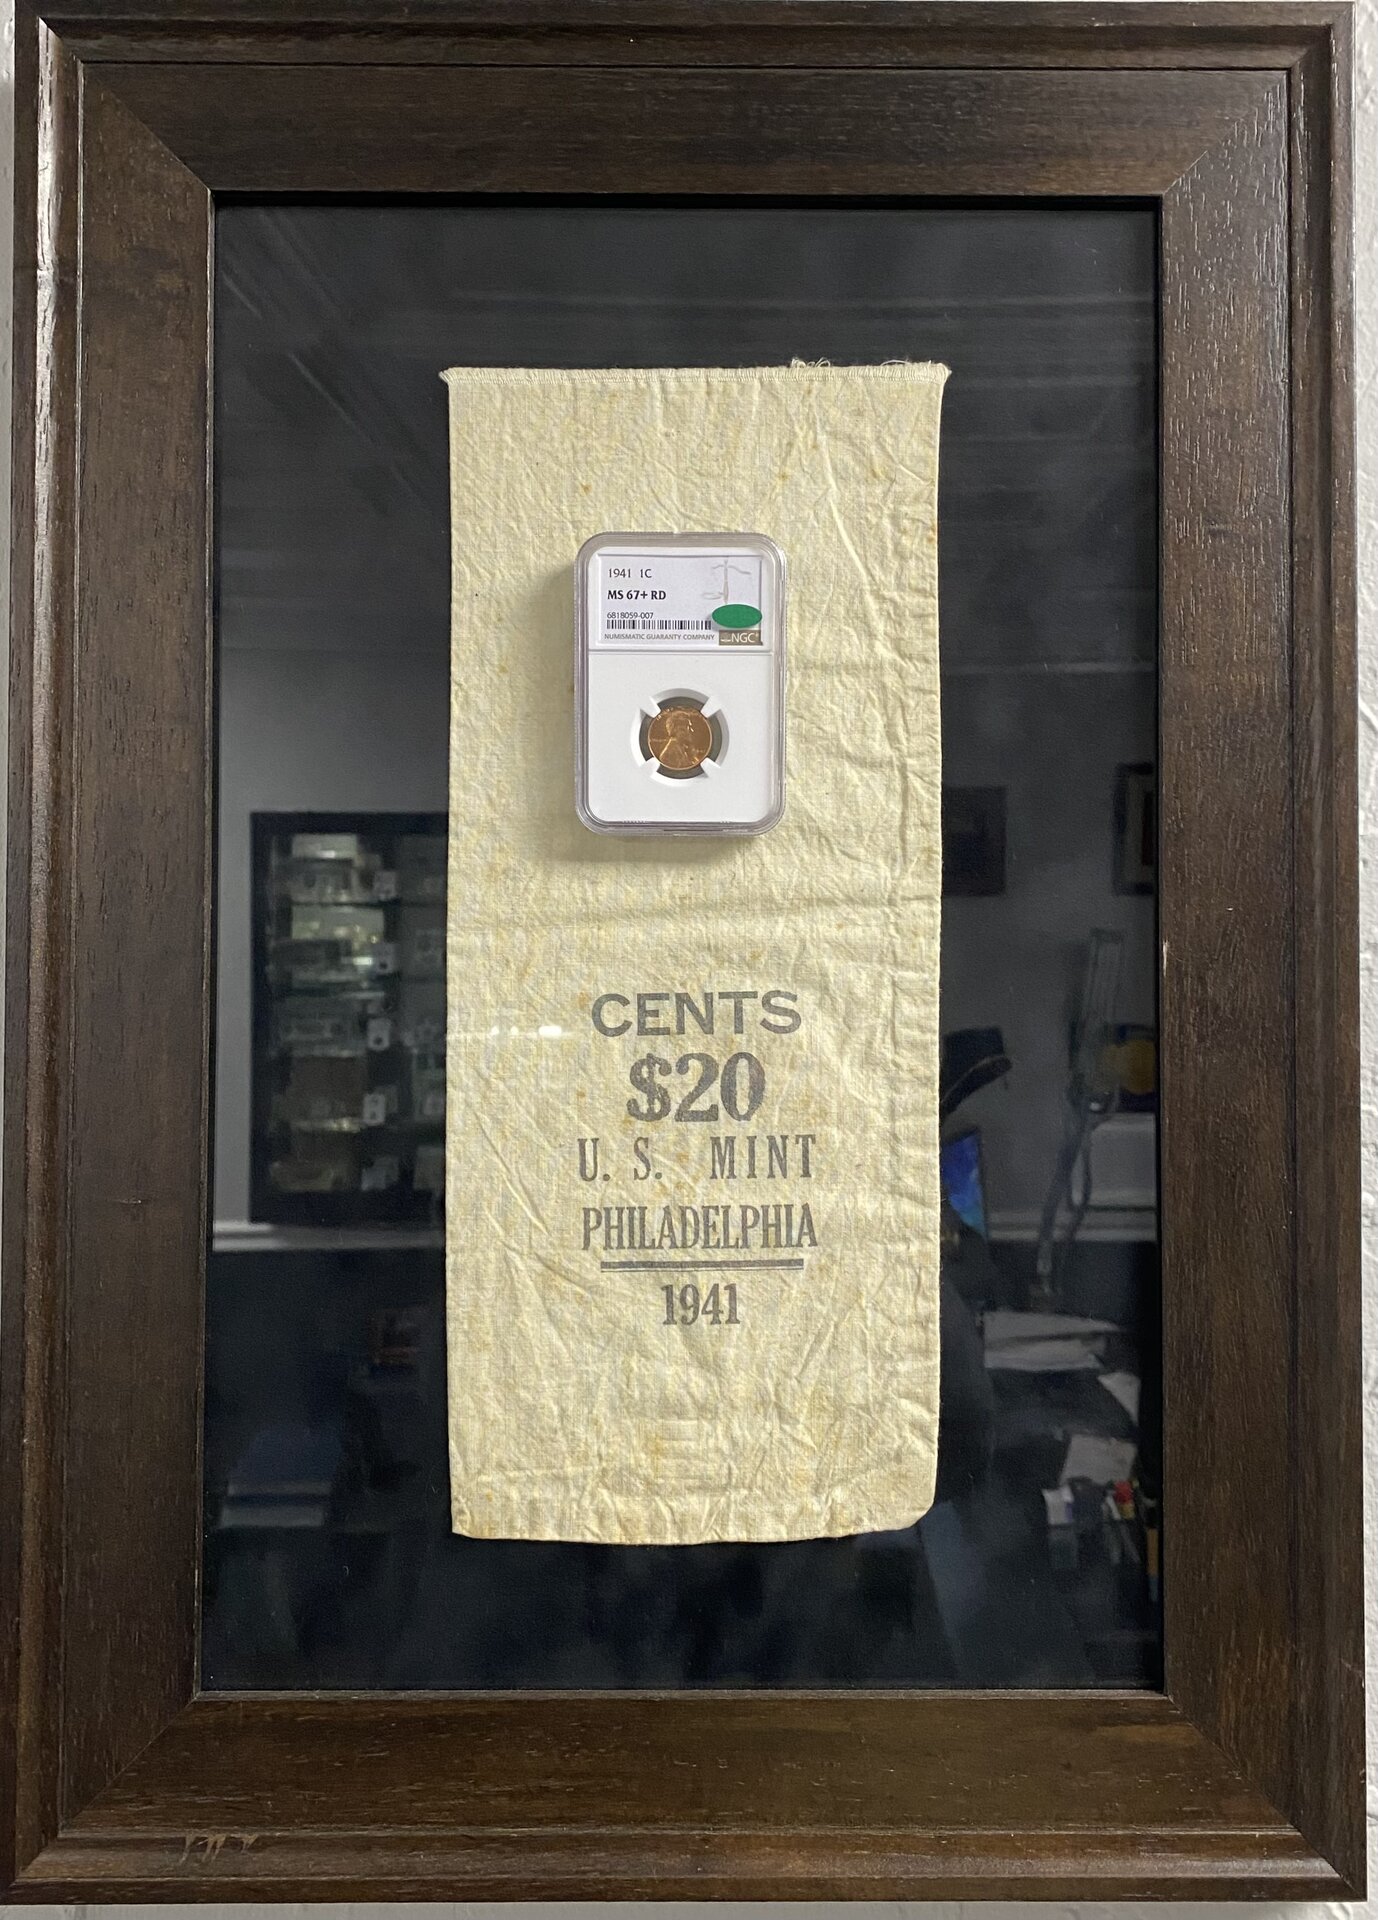 1941 1C
MS 67+ RD
6818059-007
NUMISMATIC GUARANTY COMPANY NGC
CENTS
$20
U. S. MINT
PHILADELPHIA
1941